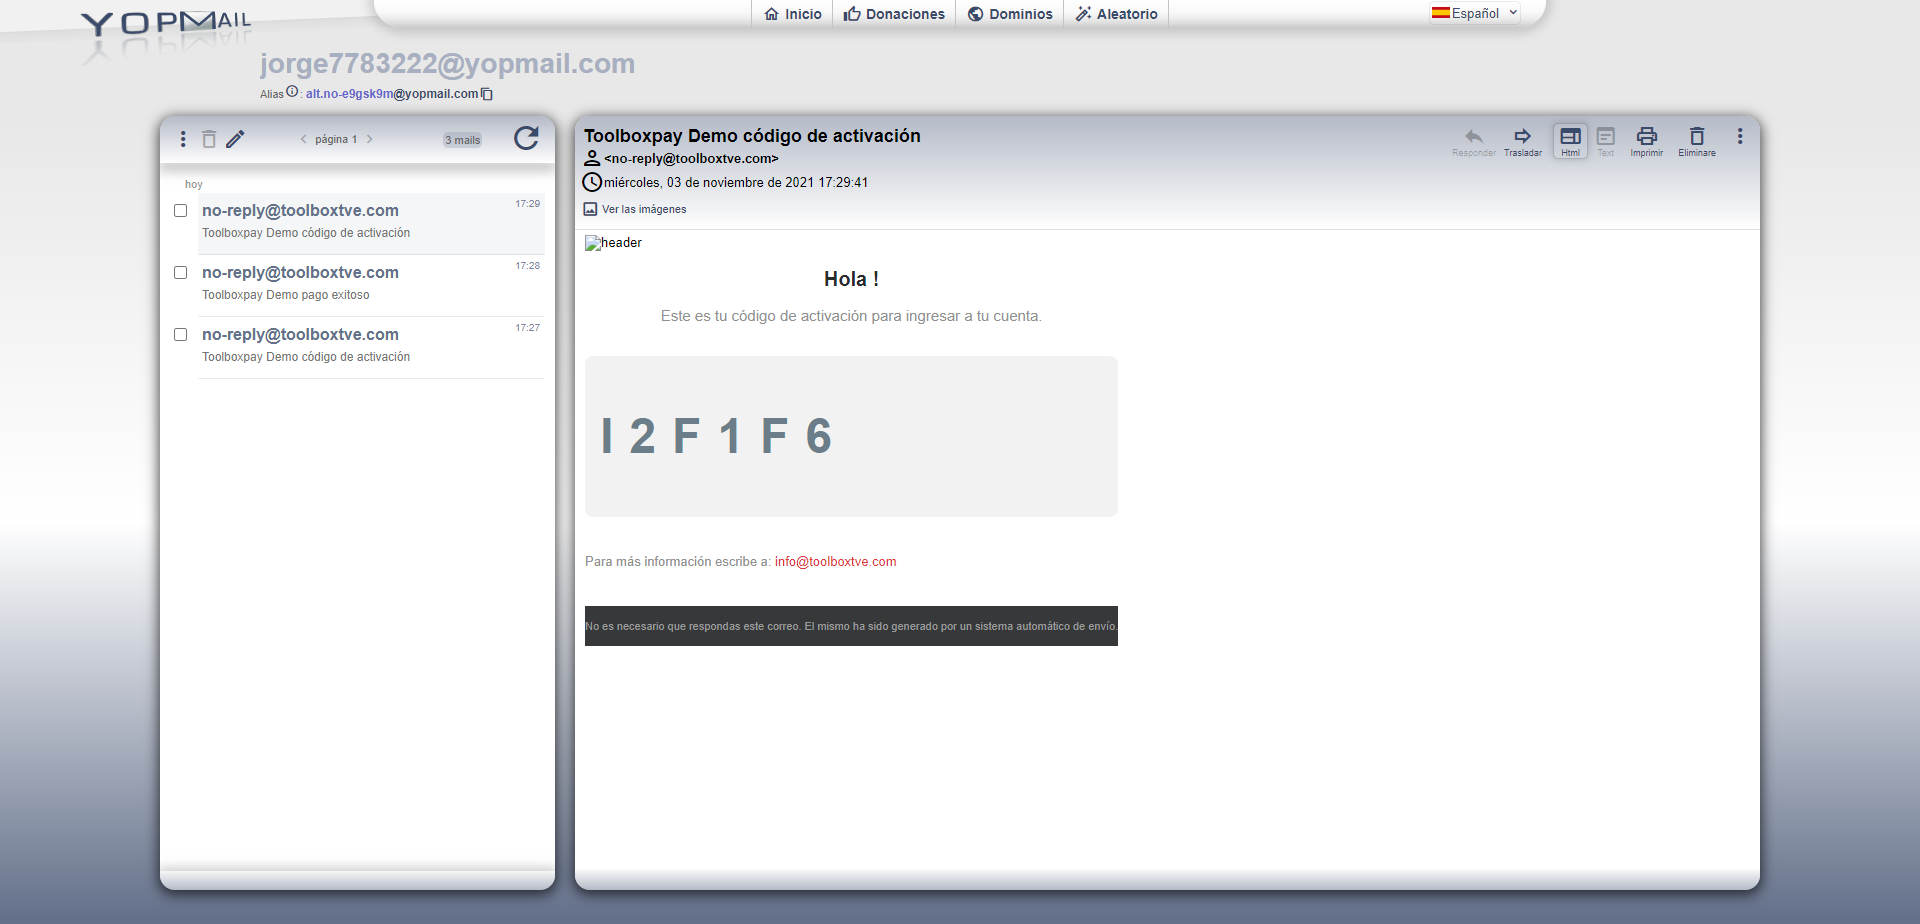 YOPMAIL
Inicio
Donaciones
Dominios
Aleatorio
Español
jorge7783222@yopmail.com
Alias : alt.no-e9gsk9m@yopmail.com
página 1
3 mails
hoy
no-reply@toolboxtve.com 17:29
Toolboxpay Demo código de activación
no-reply@toolboxtve.com 17:28
Toolboxpay Demo pago exitoso
no-reply@toolboxtve.com 17:27
Toolboxpay Demo código de activación
Toolboxpay Demo código de activación
<no-reply@toolboxtve.com>
miércoles, 03 de noviembre de 2021 17:29:41
Ver las imágenes
Responder
Trasladar
Html
Text
Imprimir
Eliminare
header
Hola !
Este es tu código de activación para ingresar a tu cuenta.
I 2 F 1 F 6
Para más información escribe a: info@toolboxtve.com
No es necesario que respondas este correo. El mismo ha sido generado por un sistema automático de envío.